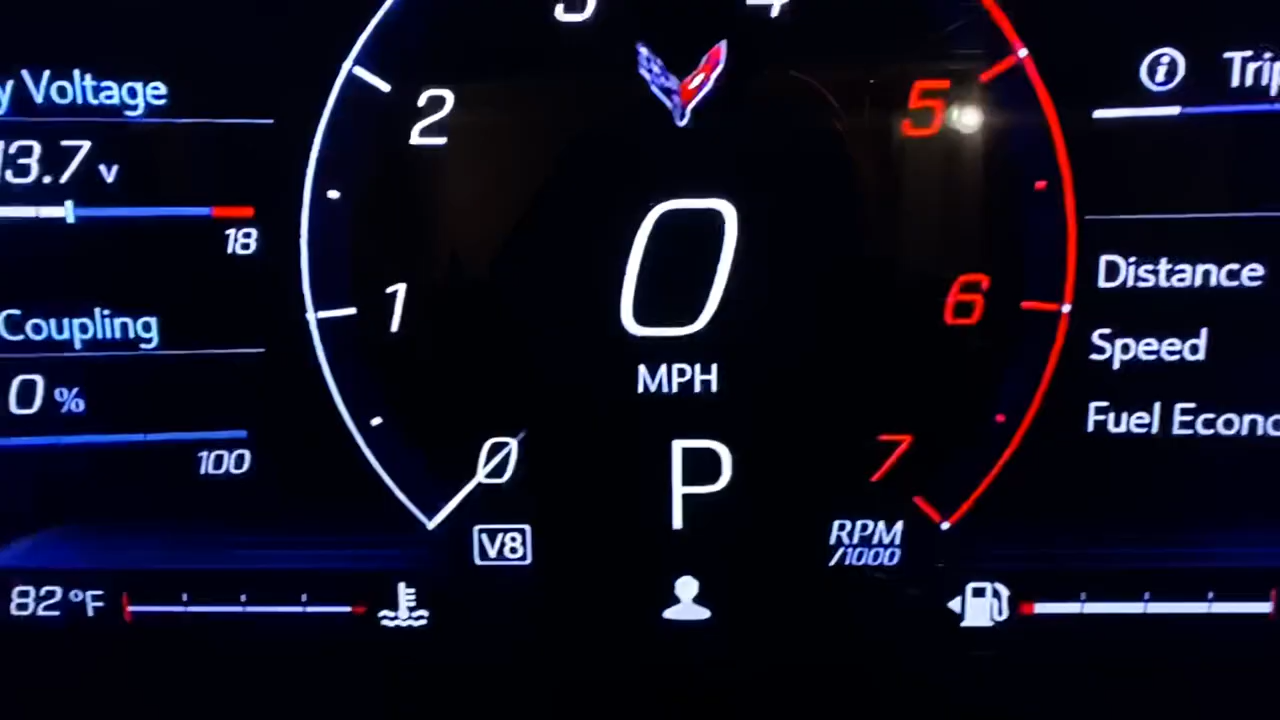 y Voltage
13.7 v
18
Coupling
0 %
100
82°F
2
1
0
V8
0
MPH
P
5
6
7
RPM
/1000
Trip
Distance
Speed
Fuel Econo